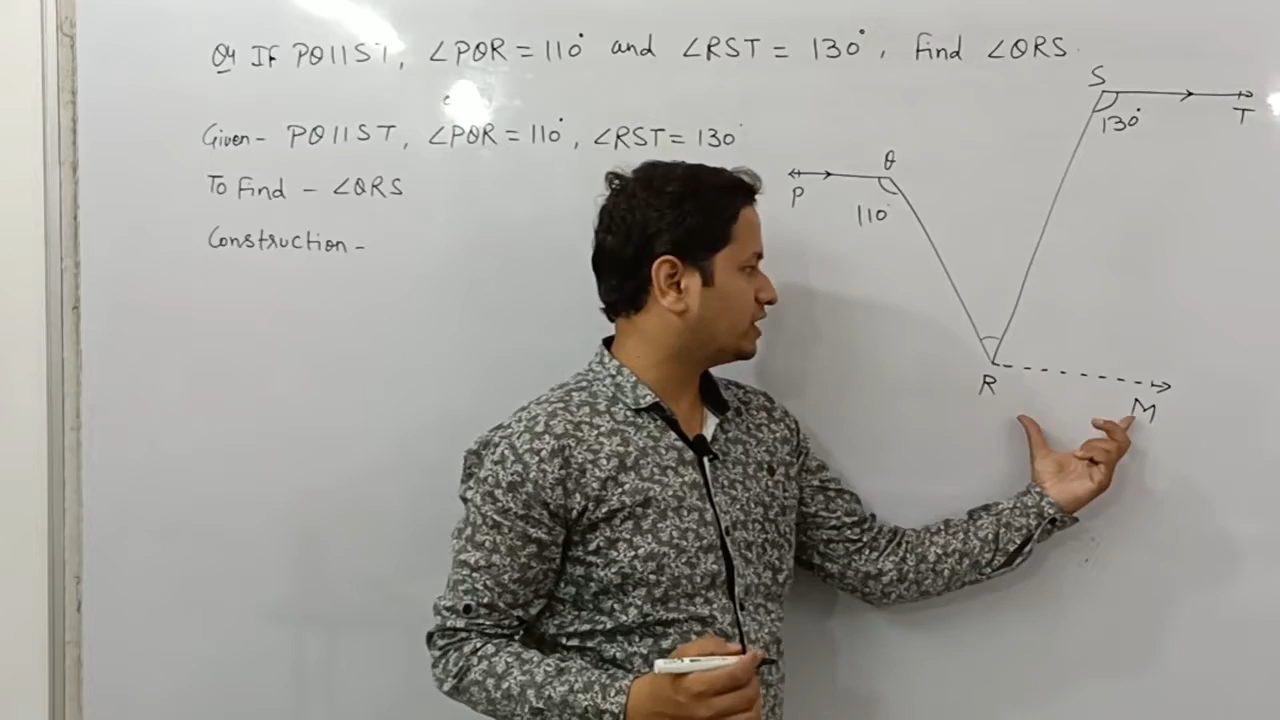 Q4 If PQ || ST, ∠PQR = 110° and ∠RST = 130°, Find ∠QRS.
Given - PQ || ST, ∠PQR = 110°, ∠RST = 130°
To Find - ∠QRS
Construction -
S
T
130°
Q
P
110°
R
M